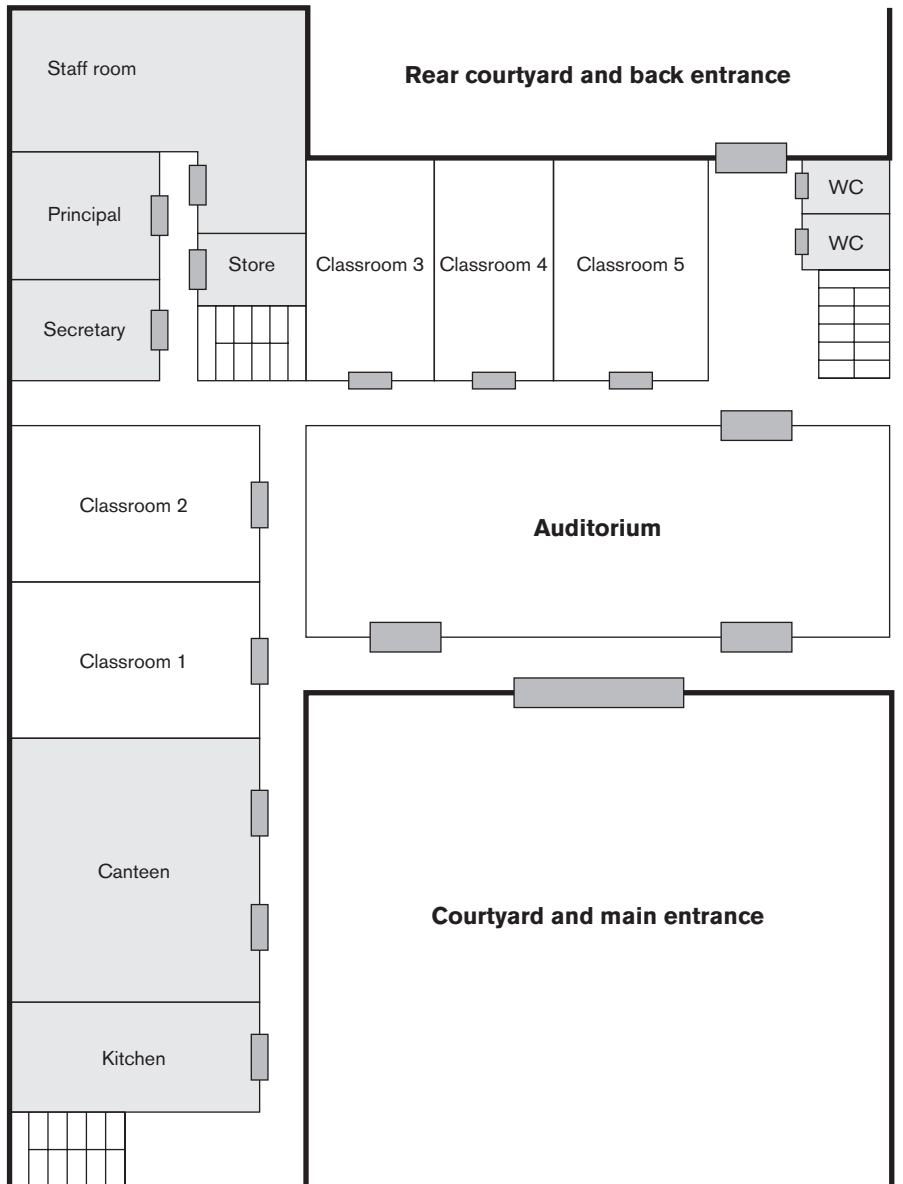 Staff room
Rear courtyard and back entrance
Principal
WC
WC
Store
Classroom 3
Classroom 4
Classroom 5
Secretary
Classroom 2
Auditorium
Classroom 1
Canteen
Courtyard and main entrance
Kitchen